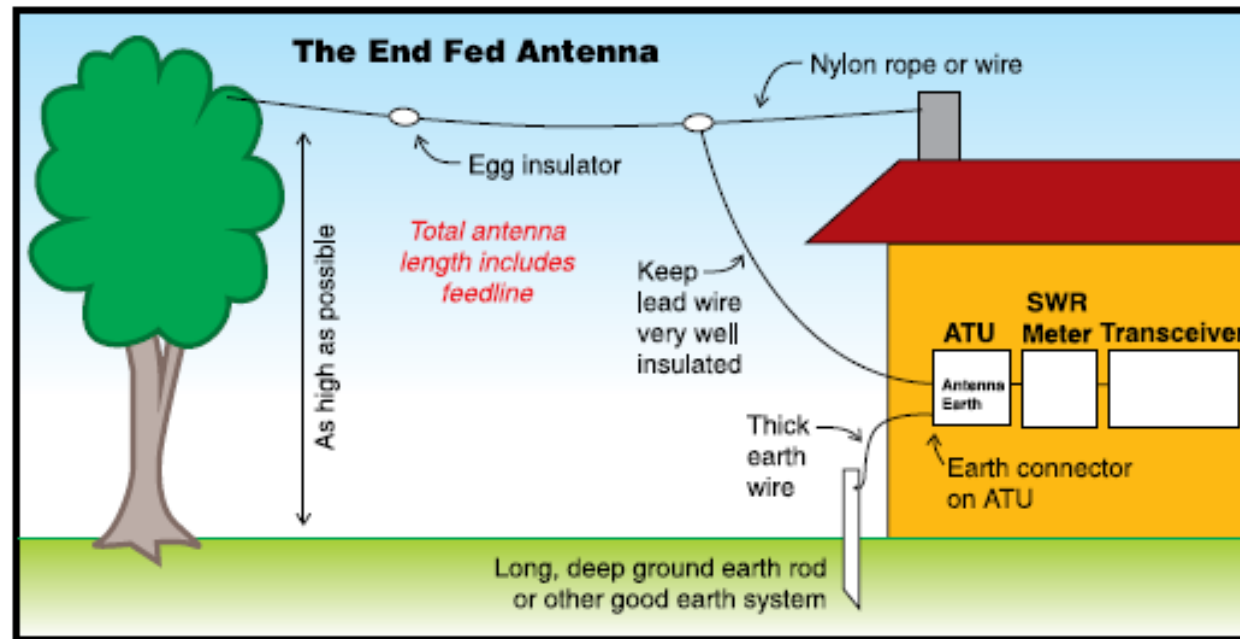 The End Fed Antenna
Nylon rope or wire
Egg insulator
As high as possible
Total antenna
length includes
feedline
Keep
lead wire
very well
insulated
ATU
SWR
Meter
Transceiver
Antenna
Earth
Thick
earth
wire
Earth connector
on ATU
Long, deep ground earth rod
or other good earth system